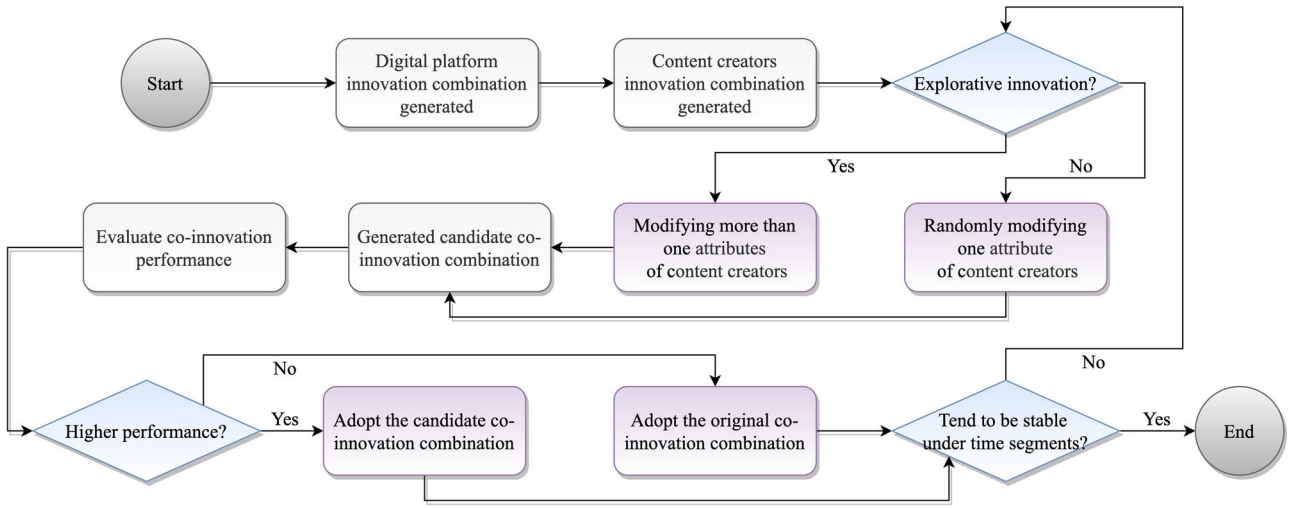 Start
Digital platform
innovation combination
generated
Content creators
innovation combination
generated
Explorative innovation?
Yes
No
Evaluate co-innovation
performance
Generated candidate co-
innovation combination
Modifying more than
one attributes
of content creators
Randomly modifying
one attribute
of content creators
No
No
Higher performance?
Yes
Adopt the candidate co-
innovation combination
Adopt the original co-
innovation combination
Tend to be stable
under time segments?
Yes
End